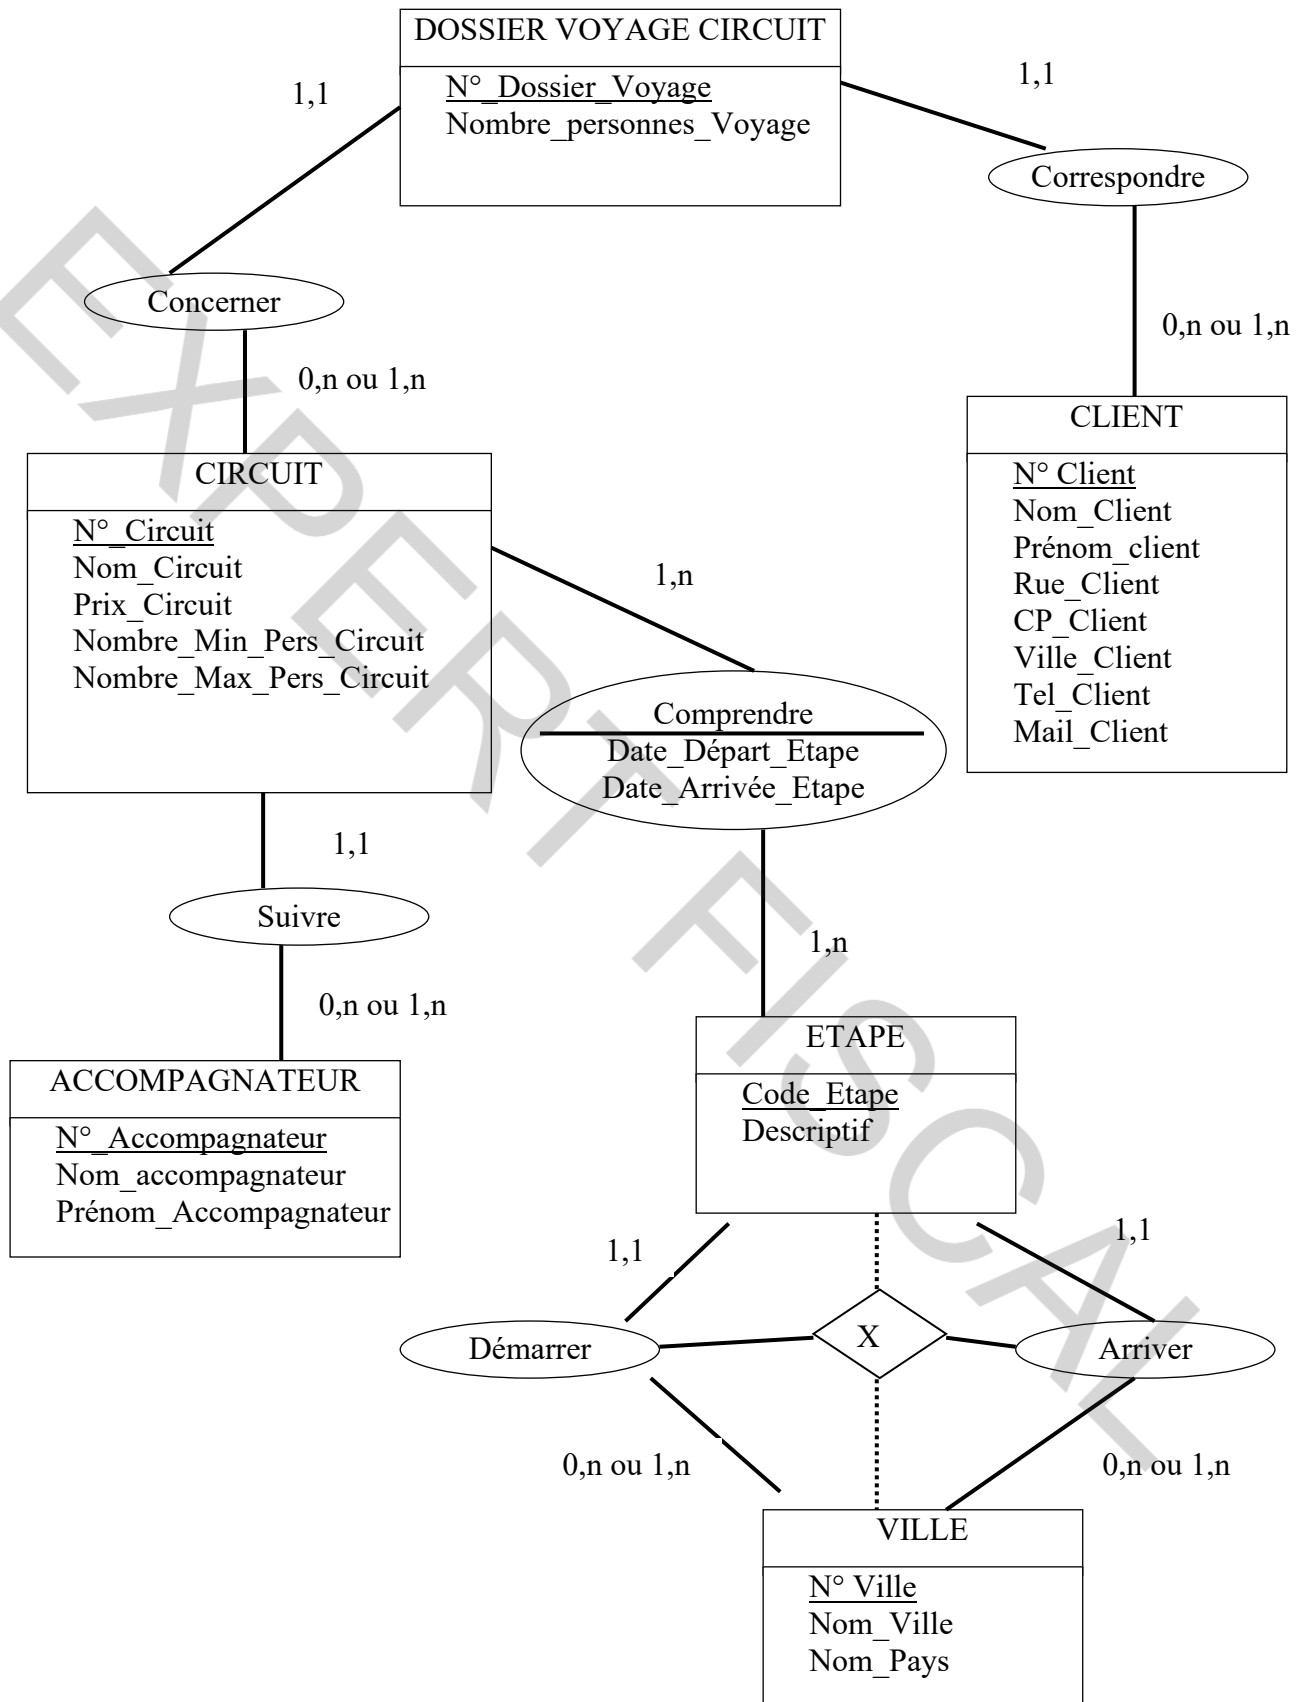 DOSSIER VOYAGE CIRCUIT
N°_Dossier_Voyage
Nombre_personnes_Voyage
1,1
1,1
Correspondre
Concerner
0,n ou 1,n
0,n ou 1,n
CLIENT
N° Client
Nom_Client
Prénom_client
Rue_Client
CP_Client
Ville_Client
Tel_Client
Mail_Client
CIRCUIT
N°_Circuit
Nom_Circuit
Prix_Circuit
Nombre_Min_Pers_Circuit
Nombre_Max_Pers_Circuit
1,n
Comprendre
Date_Départ_Etape
Date_Arrivée_Etape
1,1
Suivre
1,n
0,n ou 1,n
ETAPE
Code_Etape
Descriptif
ACCOMPAGNATEUR
N°_Accompagnateur
Nom_accompagnateur
Prénom_Accompagnateur
1,1
1,1
Démarrer
X
Arriver
0,n ou 1,n
0,n ou 1,n
VILLE
N° Ville
Nom_Ville
Nom_Pays
EXPERT FISCAL